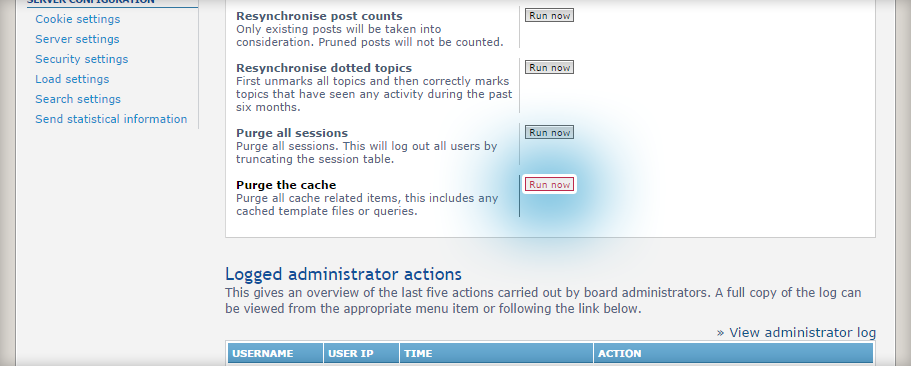 SERVER CONFIGURATION
Cookie settings
Server settings
Security settings
Load settings
Search settings
Send statistical information
Resynchronise post counts
Only existing posts will be taken into
consideration. Pruned posts will not be counted.
Run now
Resynchronise dotted topics
First unmarks all topics and then correctly marks
topics that have seen any activity during the past
six months.
Run now
Purge all sessions
Purge all sessions. This will log out all users by
truncating the session table.
Run now
Purge the cache
Purge all cache related items, this includes any
cached template files or queries.
Run now
Logged administrator actions
This gives an overview of the last five actions carried out by board administrators. A full copy of the log can
be viewed from the appropriate menu item or following the link below.
» View administrator log
USERNAME USER IP TIME ACTION